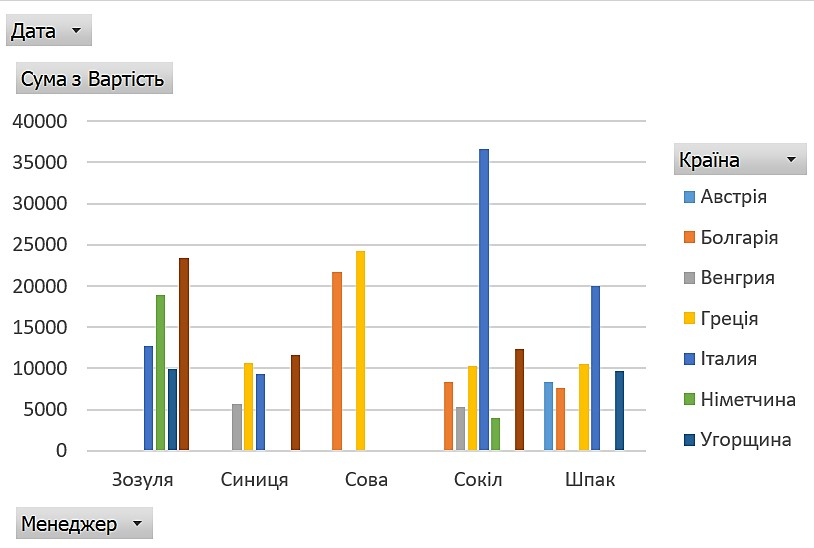 Дата
Сума з Вартість
40000
35000
30000
25000
20000
15000
10000
5000
0
Зозуля Синиця Сова Сокіл Шпак
Менеджер
Країна
Австрія
Болгарія
Венгрия
Греція
Італия
Німетчина
Угорщина